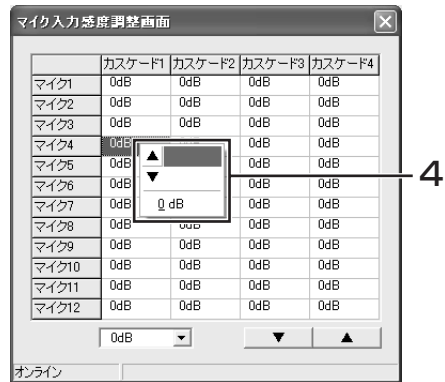 マイク入力感度調整画面
カスケード1 カスケード2 カスケード3 カスケード4
マイク1 0dB 0dB 0dB 0dB
マイク2 0dB 0dB 0dB 0dB
マイク3 0dB 0dB 0dB 0dB
マイク4 0dB 0dB 0dB
▲
マイク5 0dB 0dB 0dB
▼
マイク6 0dB 0dB 0dB
マイク7 0dB 0dB 0dB
0 dB
マイク8 0dB 0dB 0dB 0dB
マイク9 0dB 0dB 0dB 0dB
マイク10 0dB 0dB 0dB 0dB
マイク11 0dB 0dB 0dB 0dB
マイク12 0dB 0dB 0dB 0dB
4
0dB ▼ ▲
オンライン